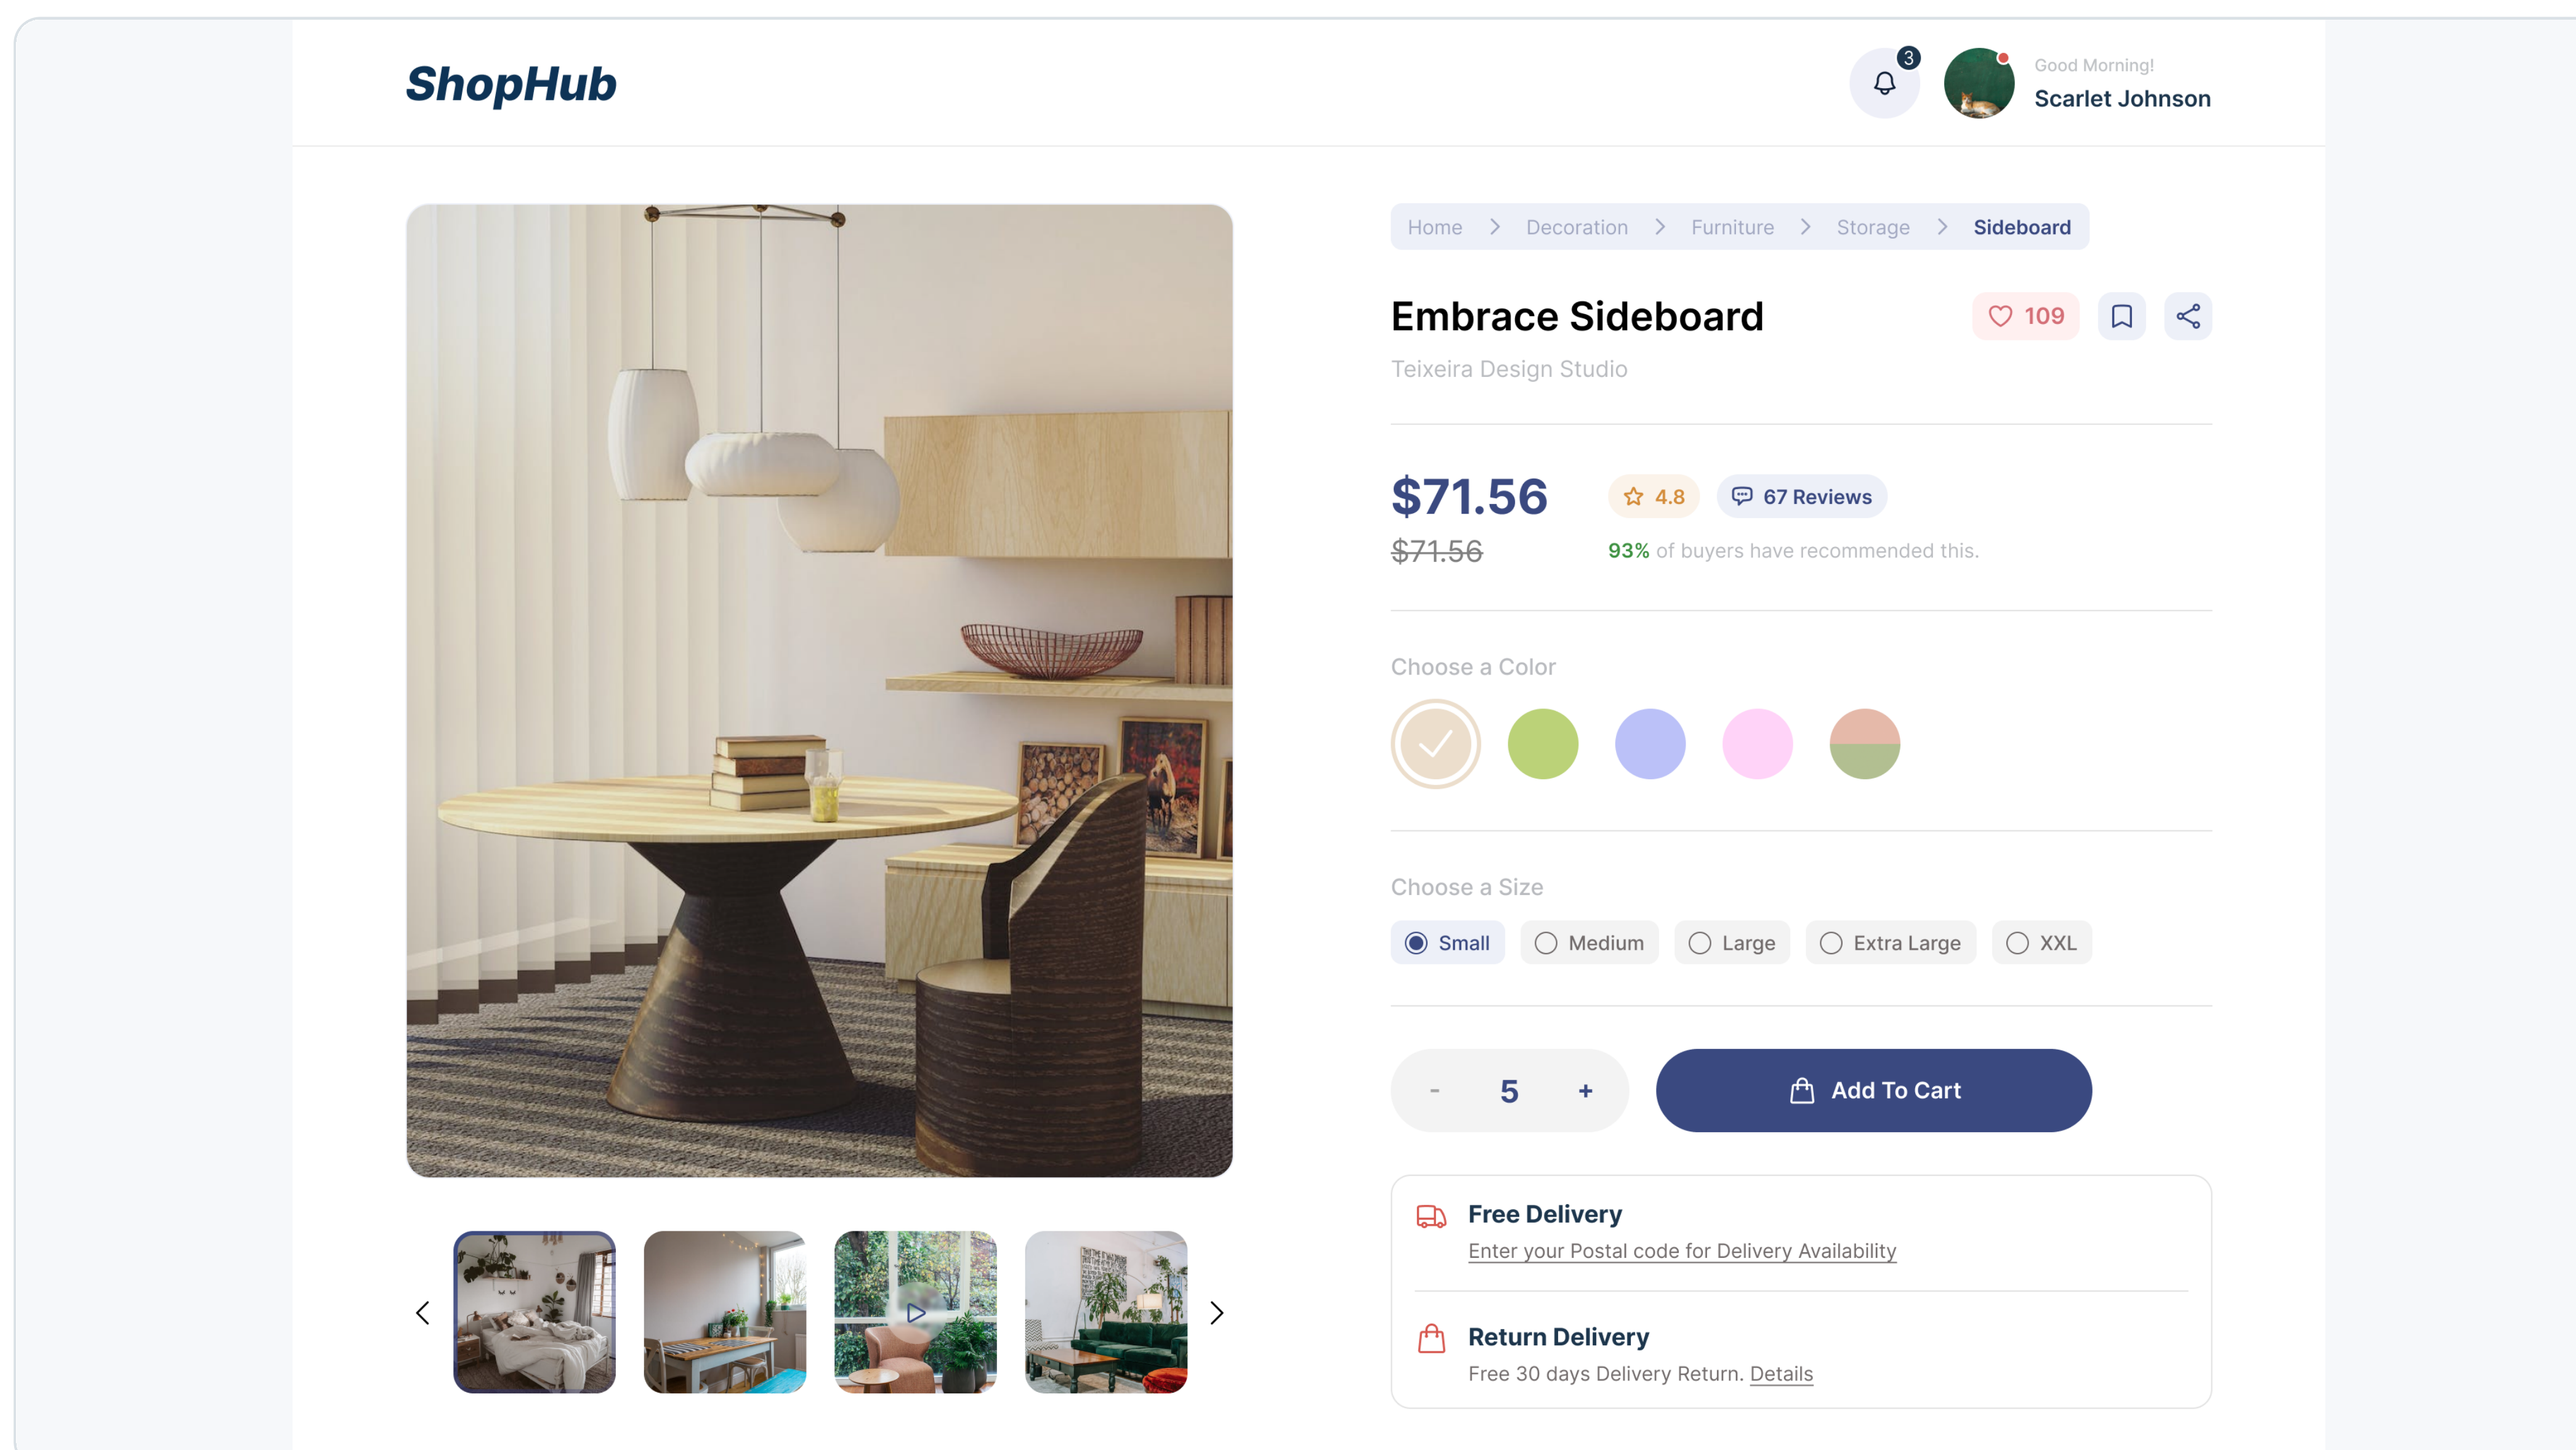 ShopHub
3
Good Morning!
Scarlet Johnson
Home > Decoration > Furniture > Storage > Sideboard
Embrace Sideboard
109
Teixeira Design Studio
$71.56
4.8
67 Reviews
$71.56
93% of buyers have recommended this.
Choose a Color
Choose a Size
Small
Medium
Large
Extra Large
XXL
- 5 +
Add To Cart
Free Delivery
Enter your Postal code for Delivery Availability
Return Delivery
Free 30 days Delivery Return. Details